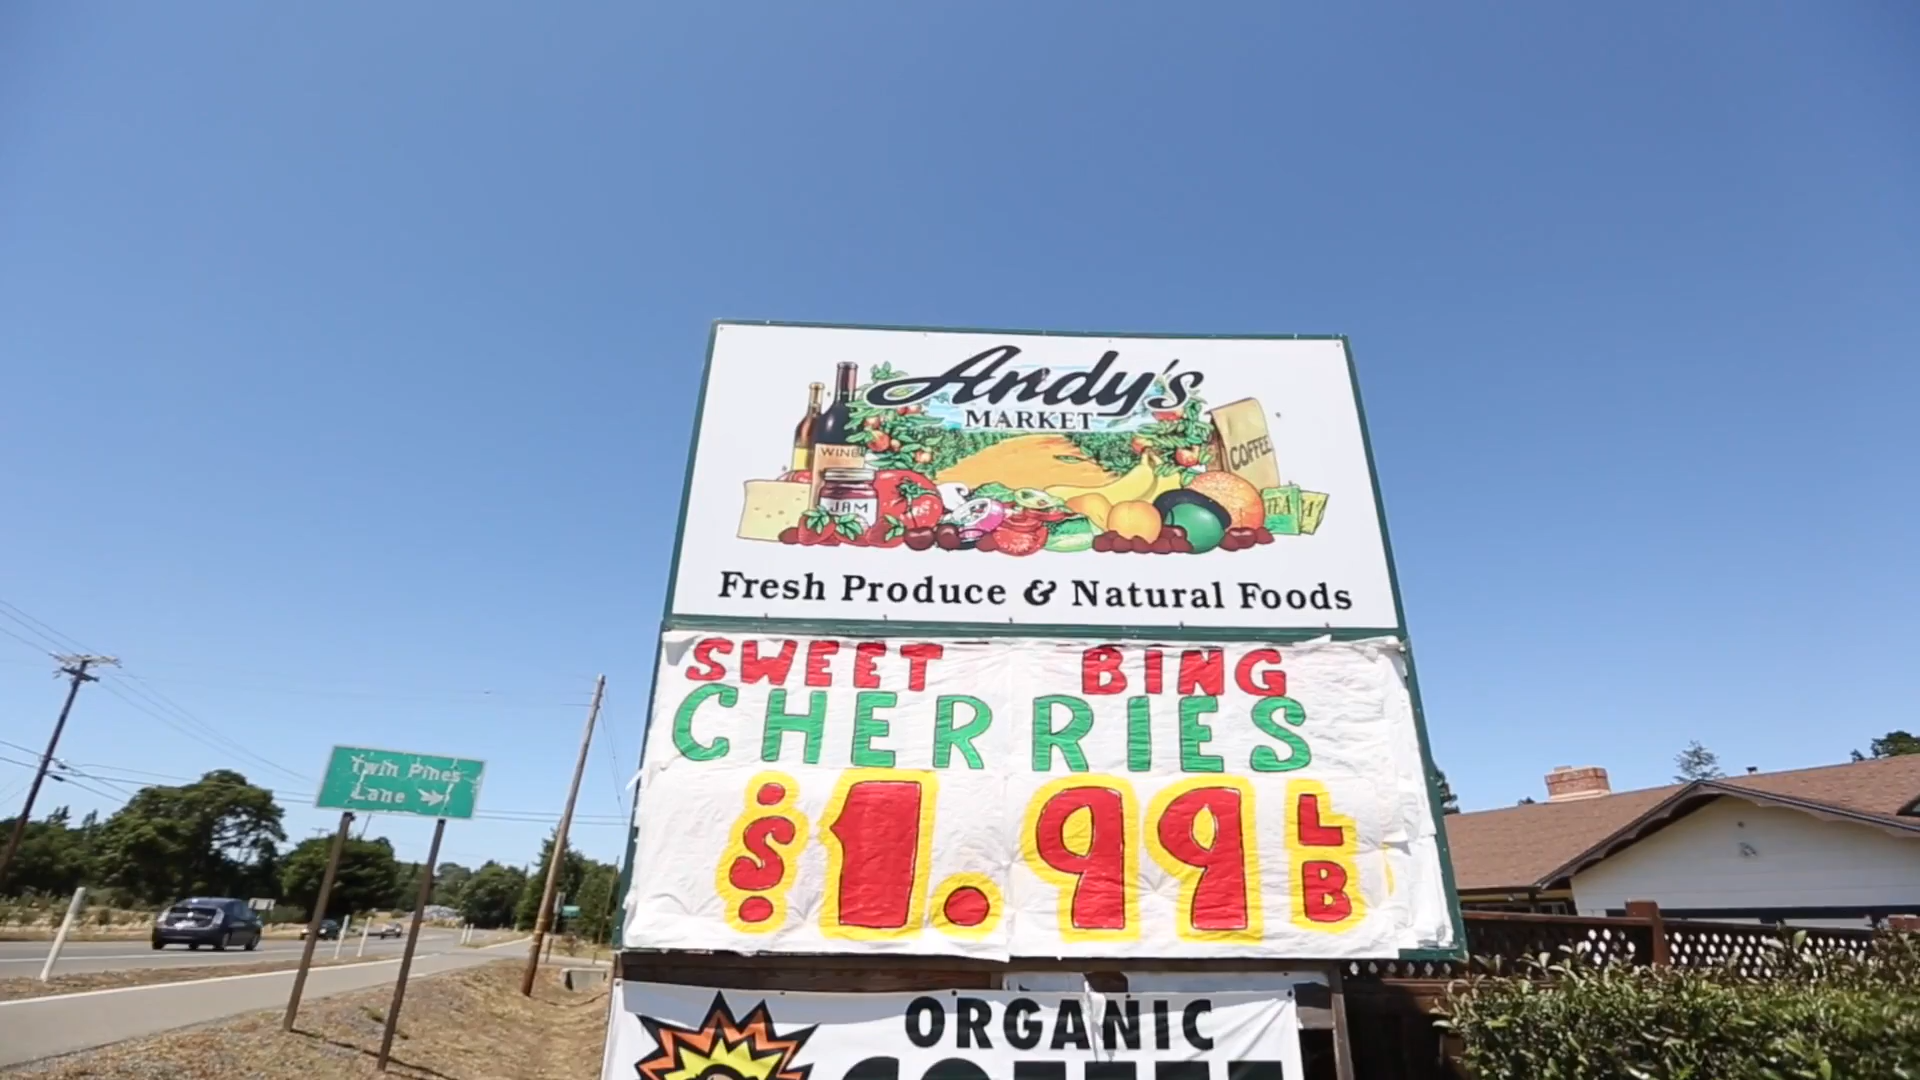 Andy's
MARKET
WINE
COFFEE
JAM
TEA
Fresh Produce & Natural Foods
SWEET BING
CHERRIES
$1.99 LB
Twin Pines
Lane →
ORGANIC
COFFEE